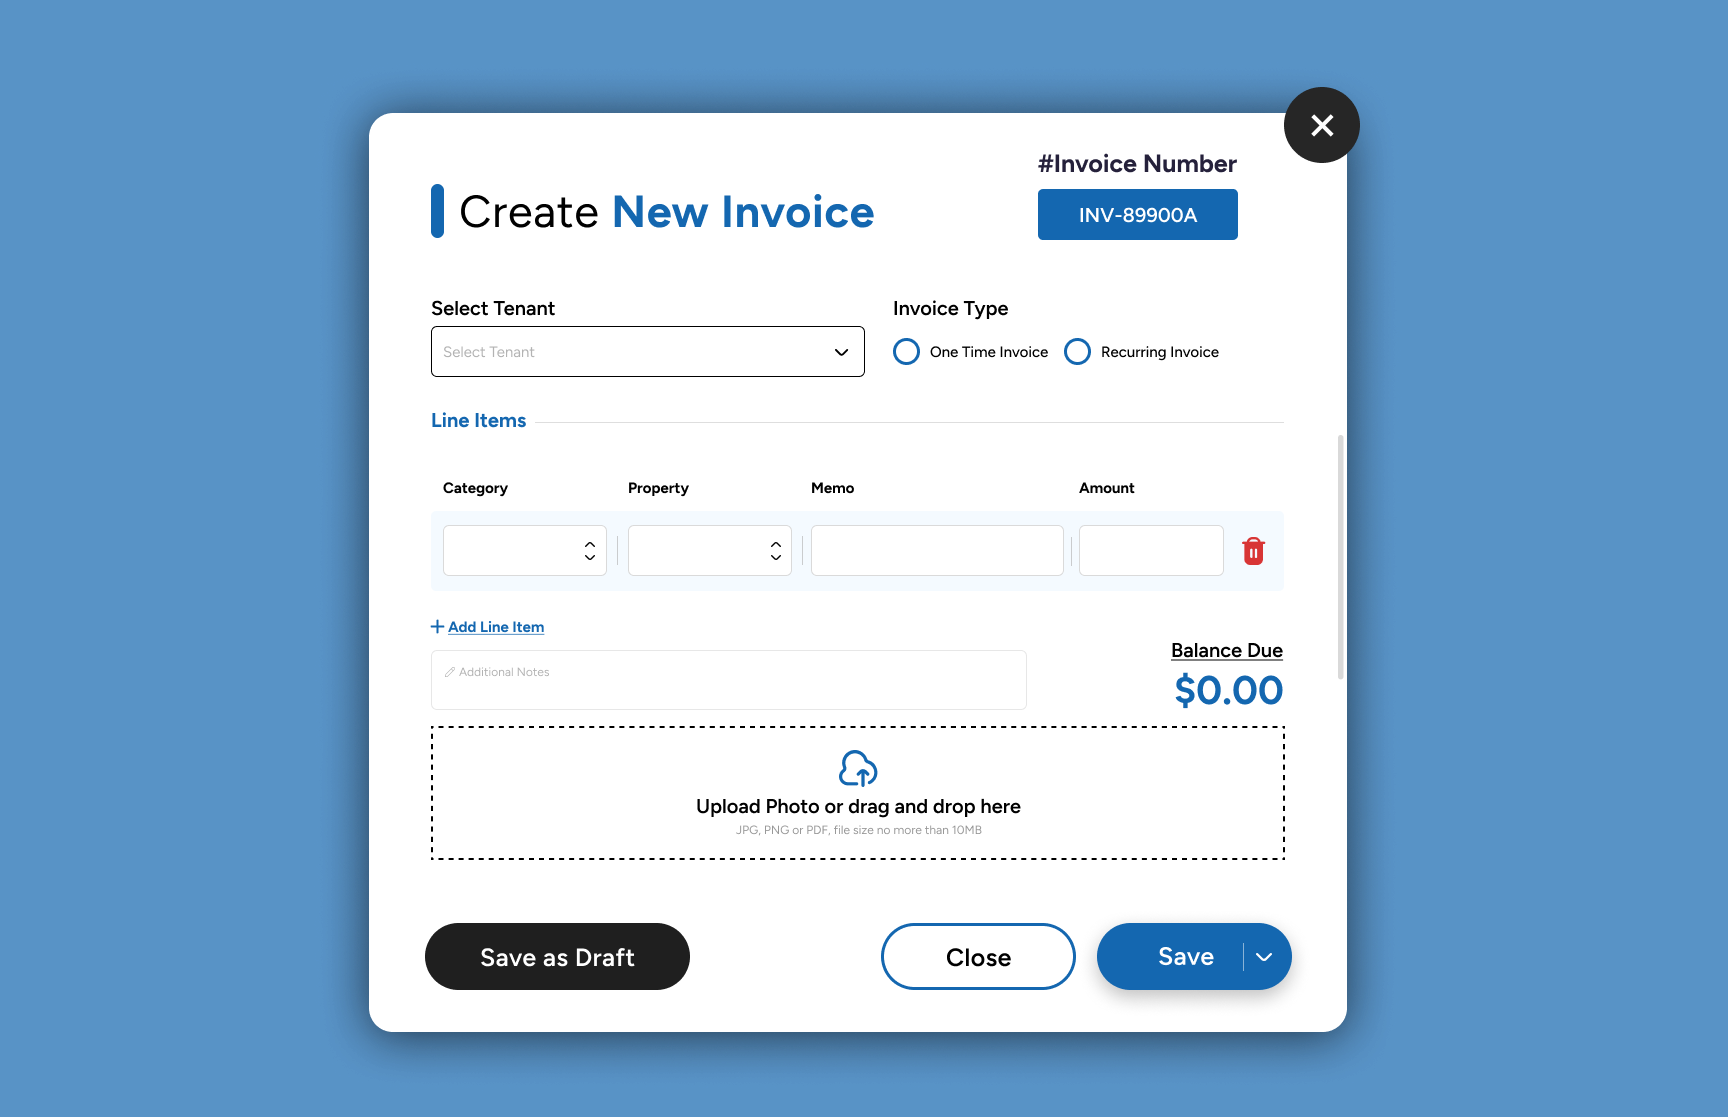 #Invoice Number
Create New Invoice
INV-89900A
Select Tenant
Invoice Type
Select Tenant
One Time Invoice
Recurring Invoice
Line Items
Category
Property
Memo
Amount
Add Line Item
Balance Due
Additional Notes
$0.00
Upload Photo or drag and drop here
JPG, PNG or PDF, file size no more than 10MB
Save as Draft
Close
Save